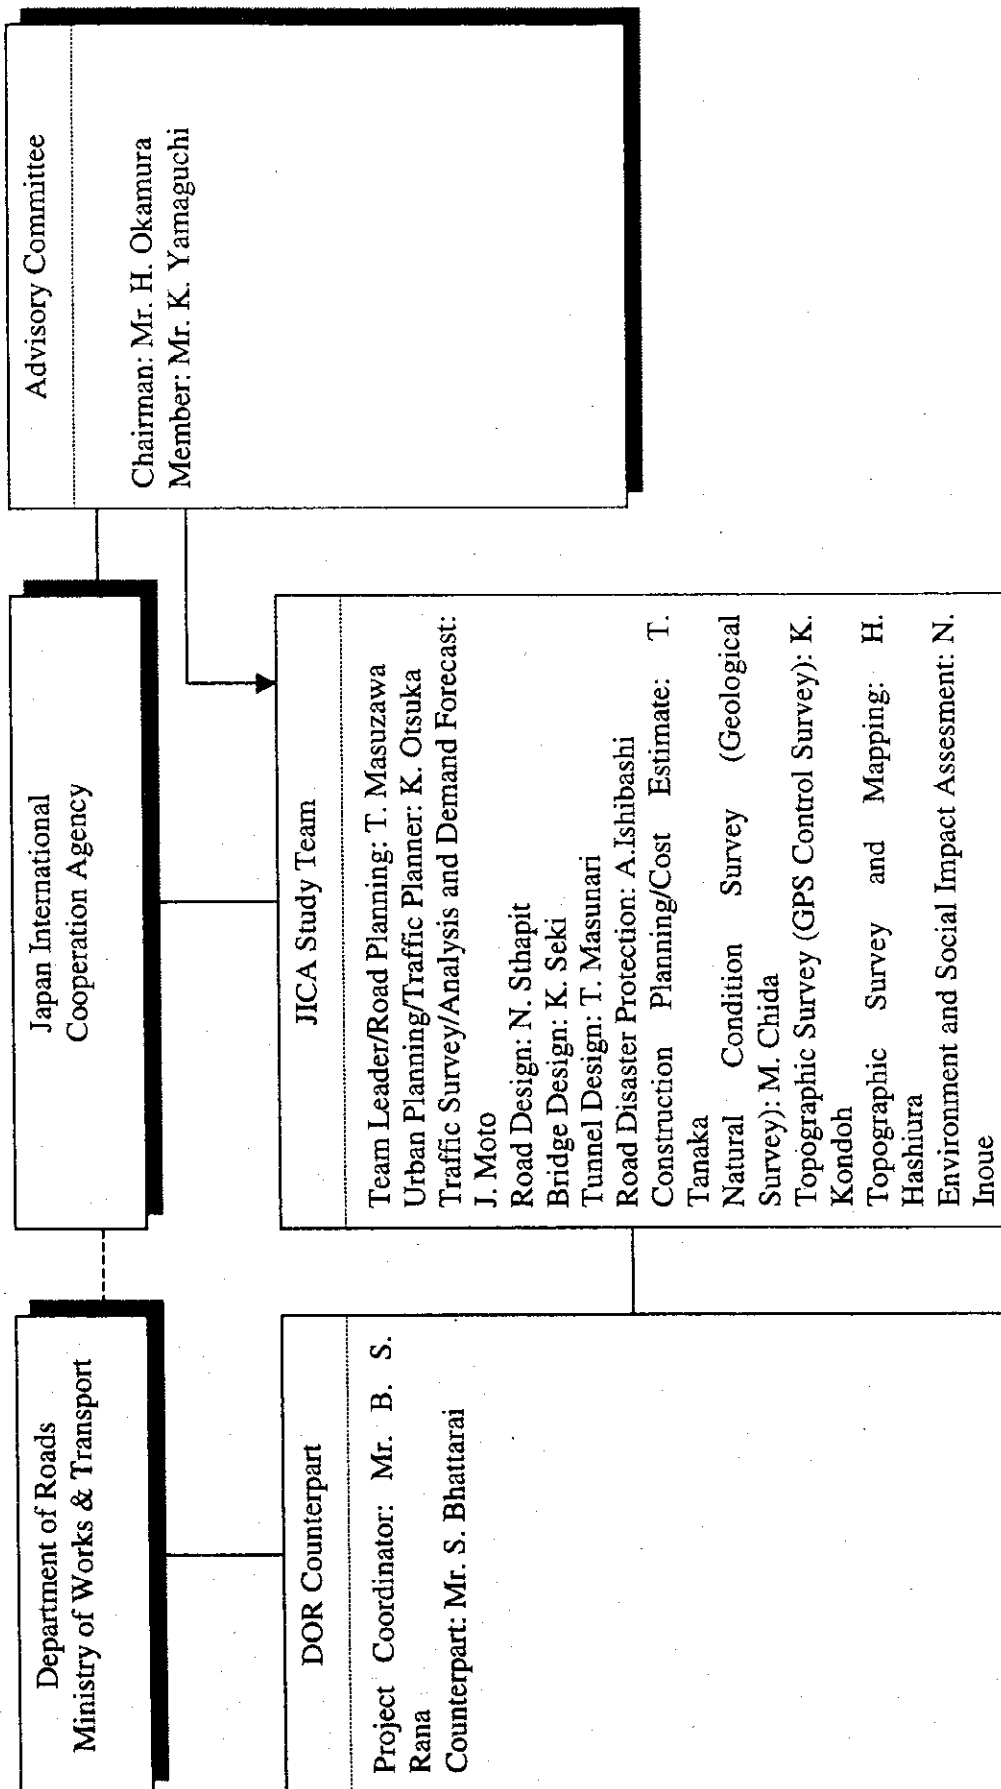 Department of Roads
Ministry of Works & Transport
Japan International
Cooperation Agency
Advisory Committee
Chairman: Mr. H. Okamura
Member: Mr. K. Yamaguchi
DOR Counterpart
Project Coordinator: Mr. B. S.
Rana
Counterpart: Mr. S. Bhattarai
JICA Study Team
Team Leader/Road Planning: T. Masuzawa
Urban Planning/Traffic Planner: K. Otsuka
Traffic Survey/Analysis and Demand Forecast:
J. Moto
Road Design: N. Sthapit
Bridge Design: K. Seki
Tunnel Design: T. Masunari
Road Disaster Protection: A.Ishibashi
Construction Planning/Cost Estimate: T.
Tanaka
Natural Condition Survey (Geological
Survey): M. Chida
Topographic Survey (GPS Control Survey): K.
Kondoh
Topographic Survey and Mapping: H.
Hashiura
Environment and Social Impact Assesment: N.
Inoue